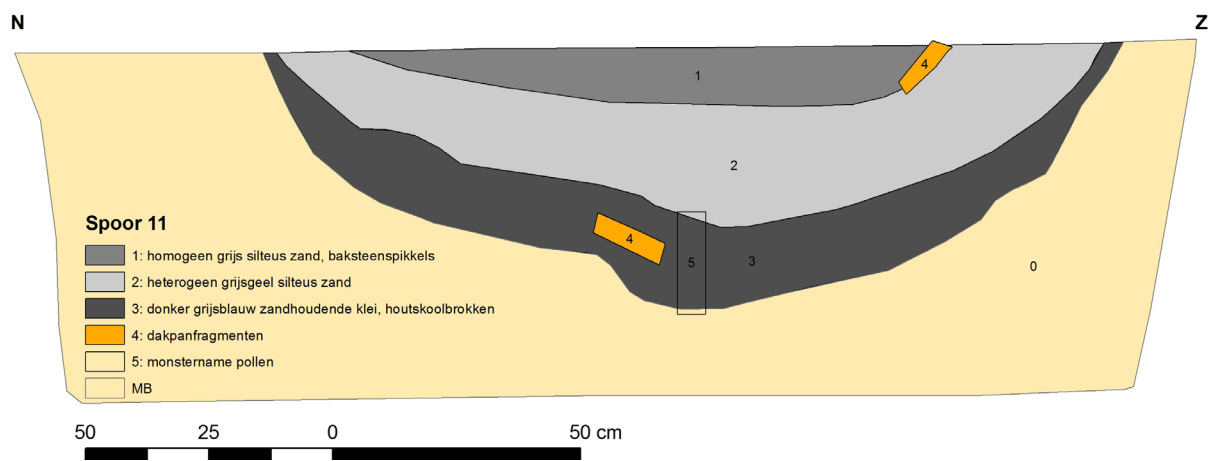 N Z
1
4
2
Spoor 11
4
5
3
0
1: homogeen grijs silteus zand, baksteenspikkels
2: heterogeen grijsgeel silteus zand
3: donker grijsblauw zandhoudende klei, houtskoolbrokken
4: dakpanfragmenten
5: monstername pollen
MB
50 25 0 50 cm